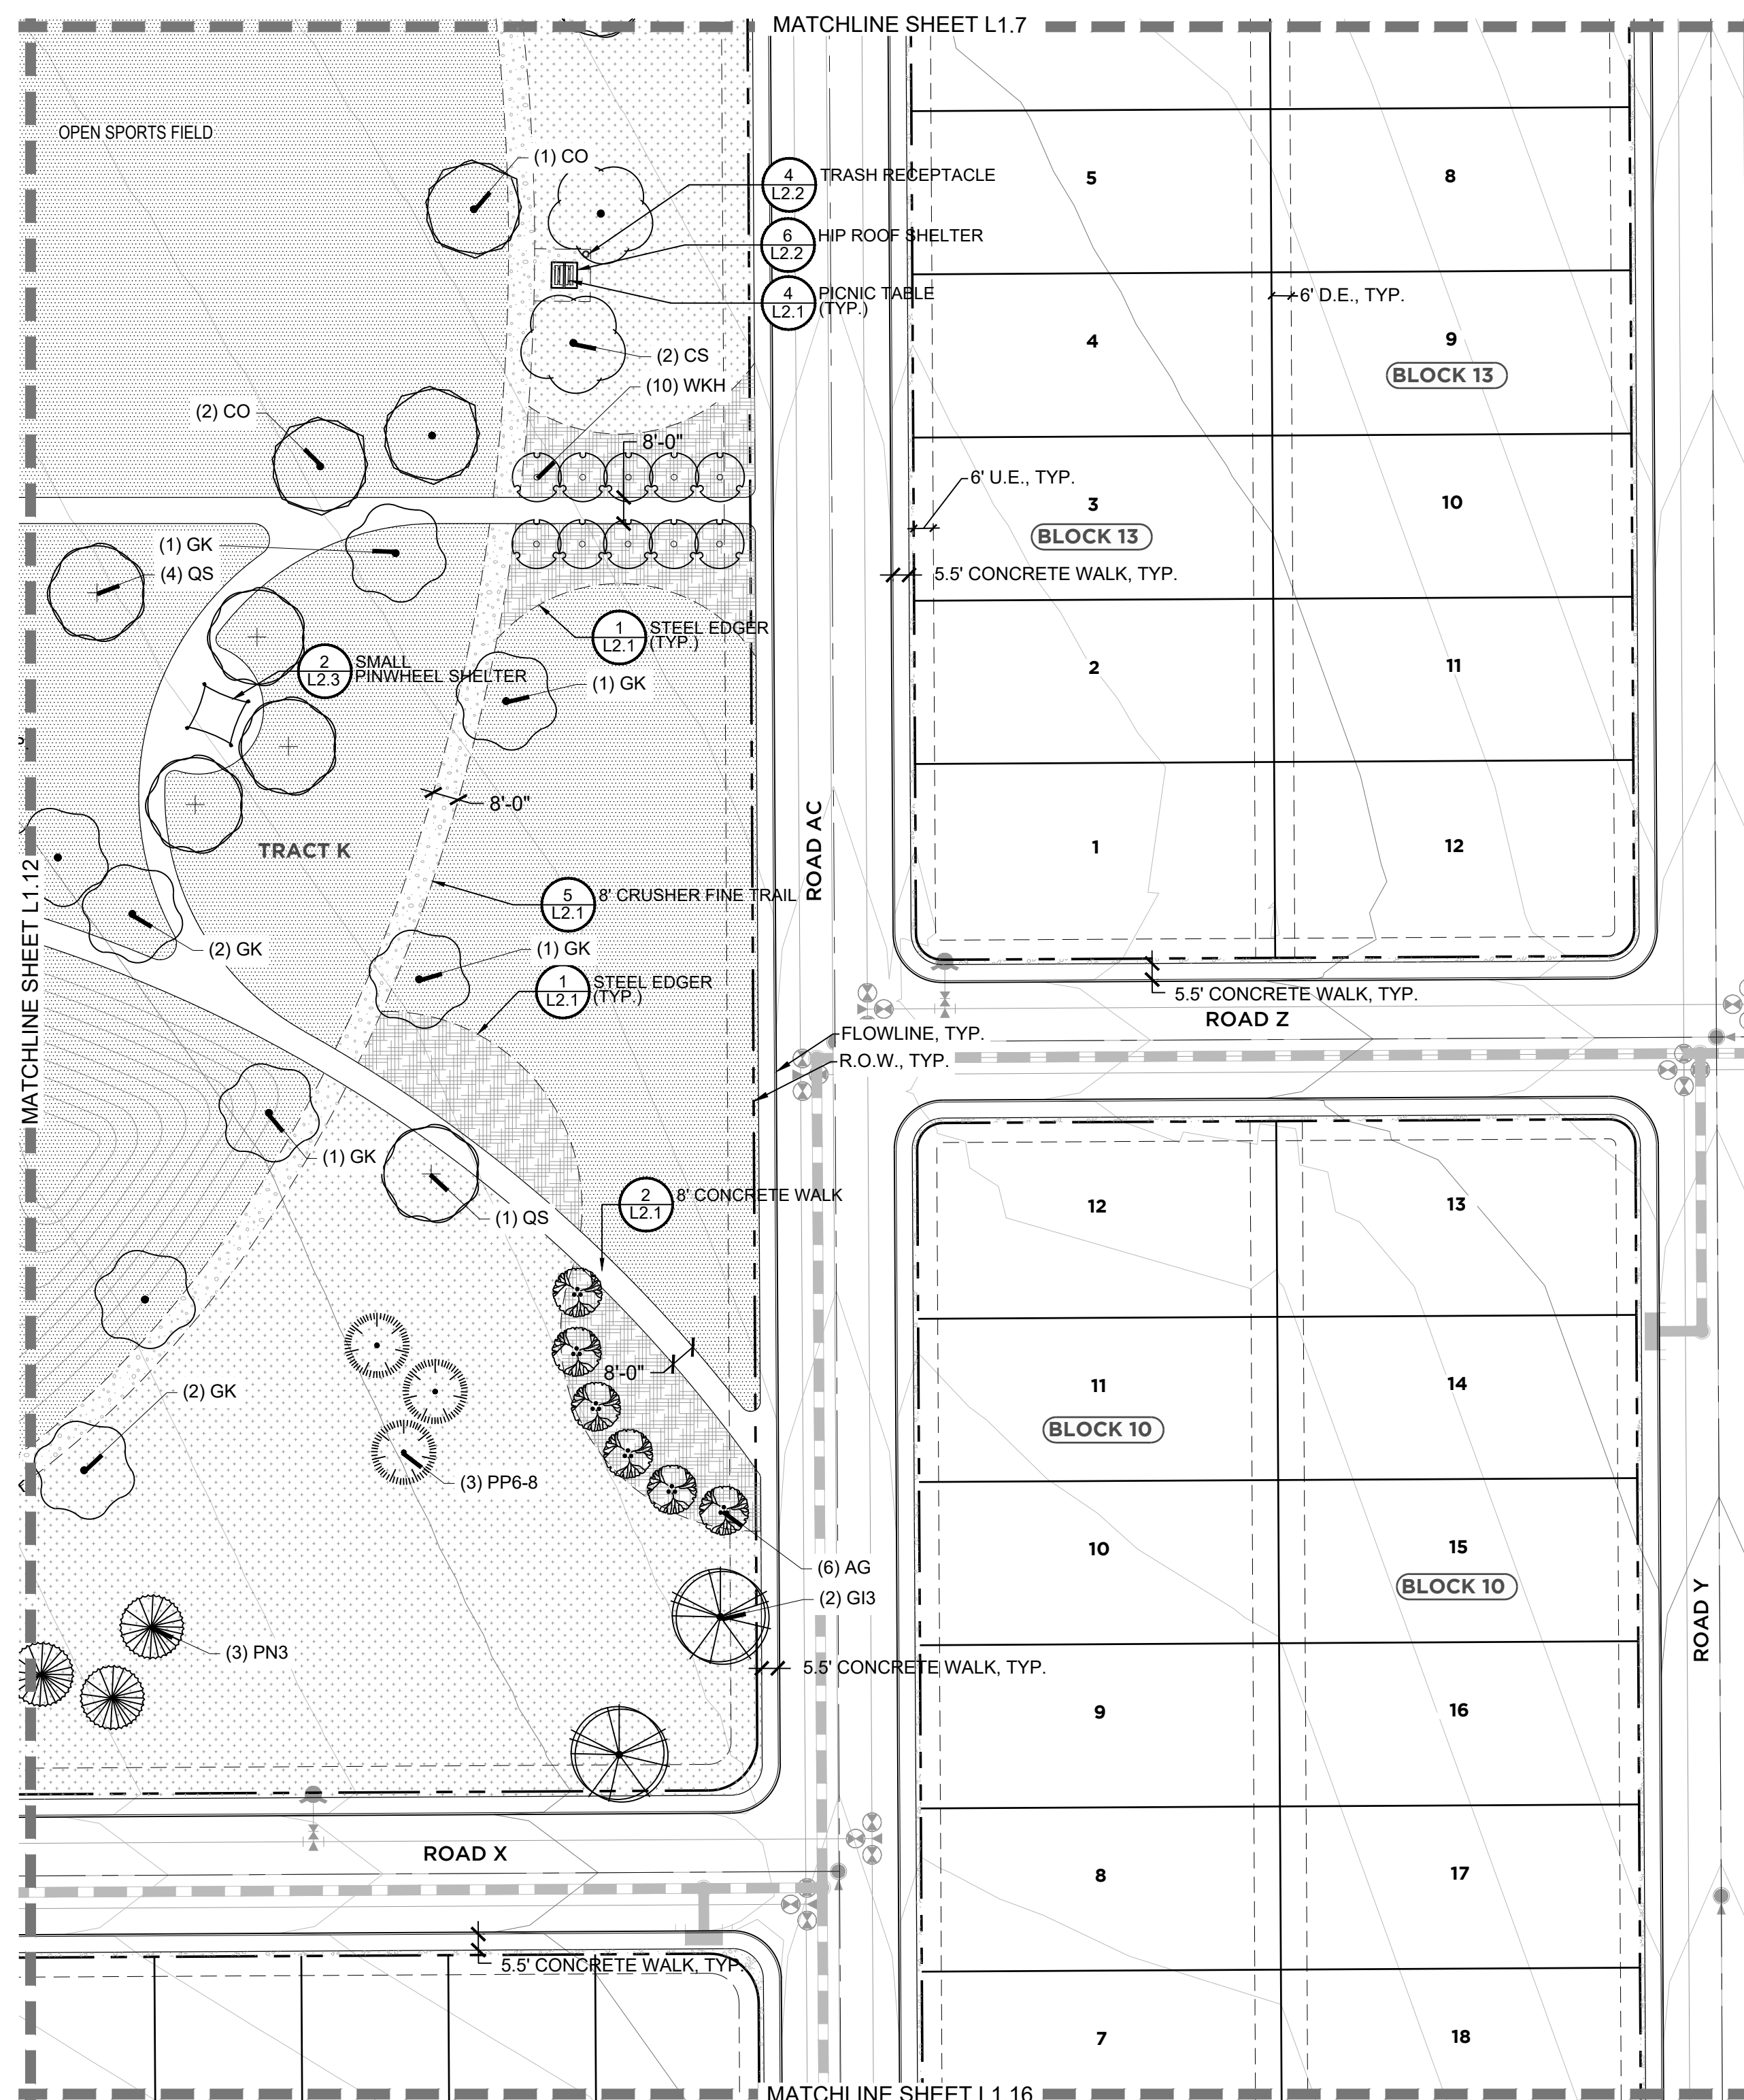 MATCHLINE SHEET L1.7
OPEN SPORTS FIELD
(1) CO
4
L2.2
TRASH RECEPTACLE
6
L2.2
HIP ROOF SHELTER
4
L2.1
PICNIC TABLE
(TYP.)
(2) CS
(10) WKH
(2) CO
8'-0"
(1) GK
(4) QS
1
L2.1
STEEL EDGER
(TYP.)
2
L2.3
SMALL
PINWHEEL SHELTER
(1) GK
8'-0"
TRACT K
5
L2.1
8' CRUSHER FINE TRAIL
(2) GK
(1) GK
1
L2.1
STEEL EDGER
(TYP.)
MATCHLINE SHEET L1.12
FLOWLINE, TYP.
R.O.W., TYP.
(1) GK
(1) QS
2
L2.1
8' CONCRETE WALK
8'-0"
(2) GK
(3) PP6-8
(6) AG
(2) GI3
(3) PN3
5.5' CONCRETE WALK, TYP.
ROAD X
5.5' CONCRETE WALK, TYP.
ROAD AC
5
8
6' D.E., TYP.
4
9
BLOCK 13
6' U.E., TYP.
3
BLOCK 13
10
5.5' CONCRETE WALK, TYP.
2
11
1
12
5.5' CONCRETE WALK, TYP.
ROAD Z
12
13
11
BLOCK 10
14
10
15
BLOCK 10
ROAD Y
9
16
8
17
7
18
MATCHLINE SHEET L1.16